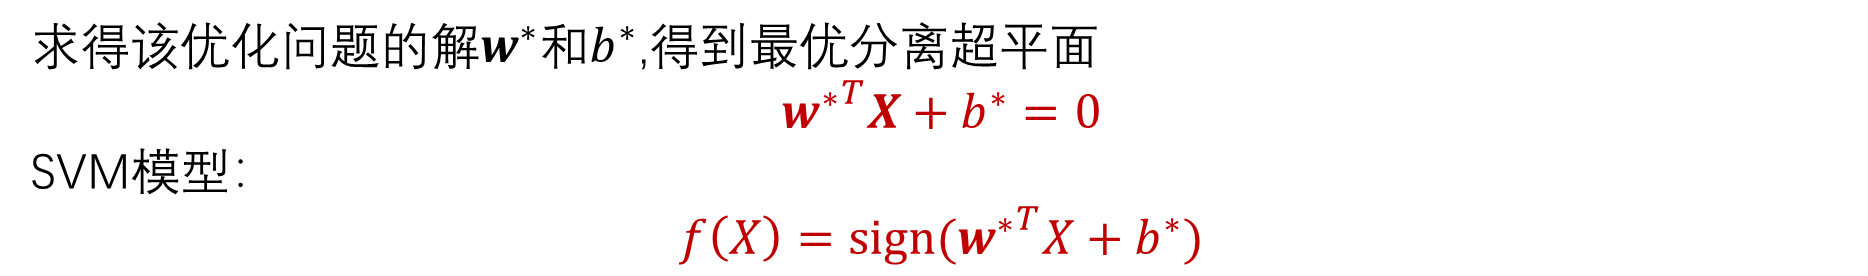 求得该优化问题的解w*和b*,得到最优分离超平面
w*ᵀX + b* = 0
SVM模型：
f(X) = sign(w*ᵀX + b*)